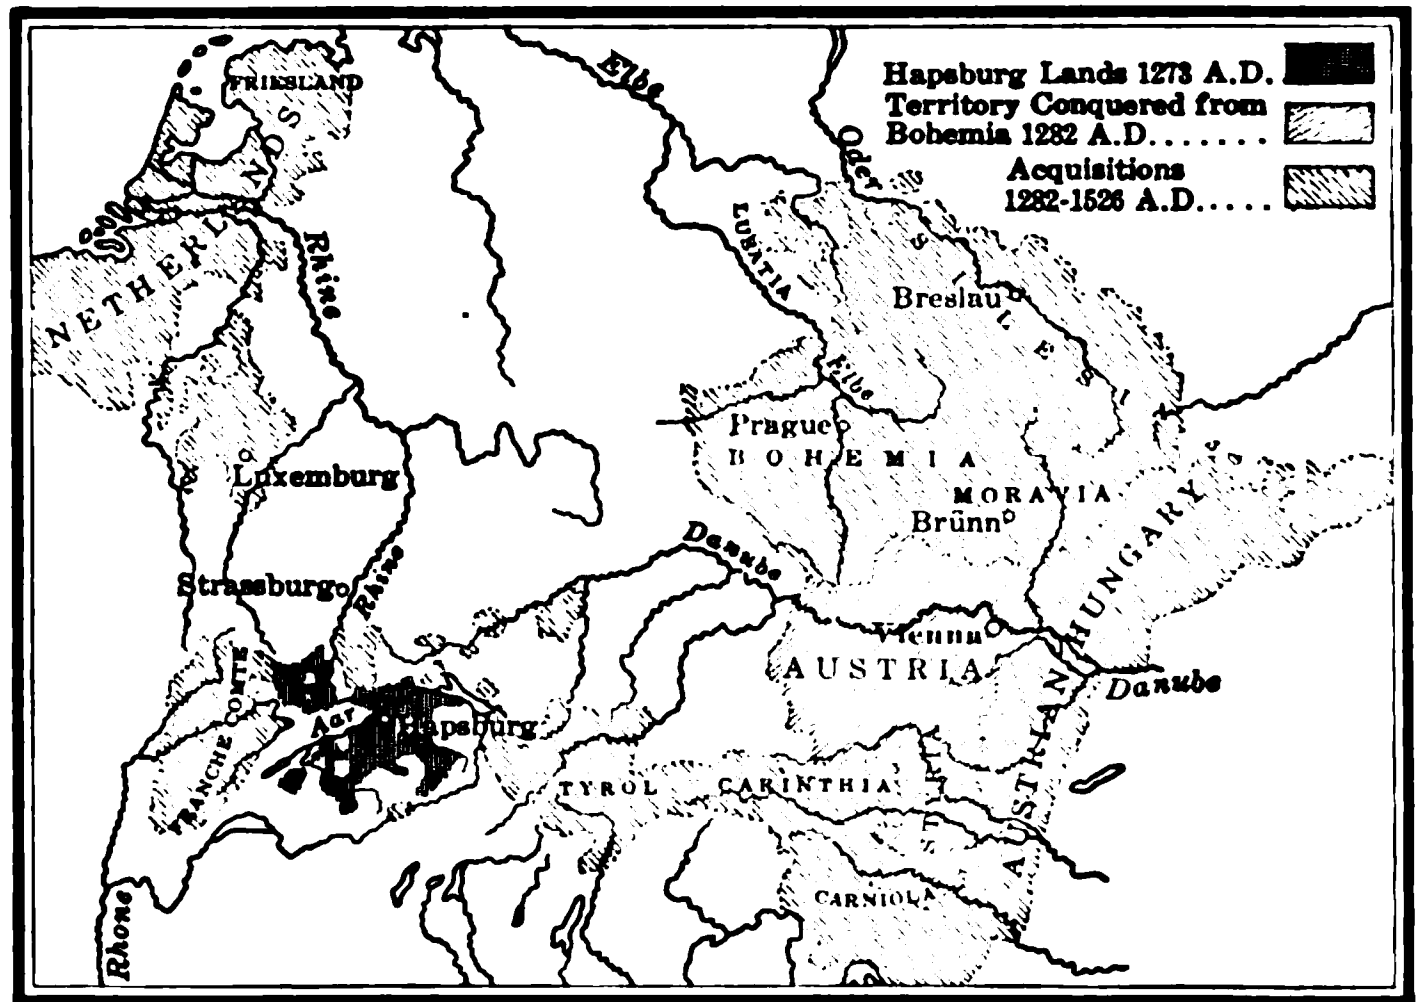 Hapsburg Lands 1273 A.D.
Territory Conquered from
Bohemia 1282 A.D.......
Acquisitions
1282-1526 A.D.....
FRIESLAND
NETHERLANDS
Elbe
Oder
Rhine
LUSATIA
SILESIA
Breslau
Elbe
Prague
BOHEMIA
MORAVIA
Brünn
Luxemburg
Strassburg
Rhine
Danube
Vienna
AUSTRIA
AUSTRIAN HUNGARY
Danube
FRANCHE COMTE
Aar
Hapsburg
TYROL
CARINTHIA
STYRIA
CARNIOLA
Rhone